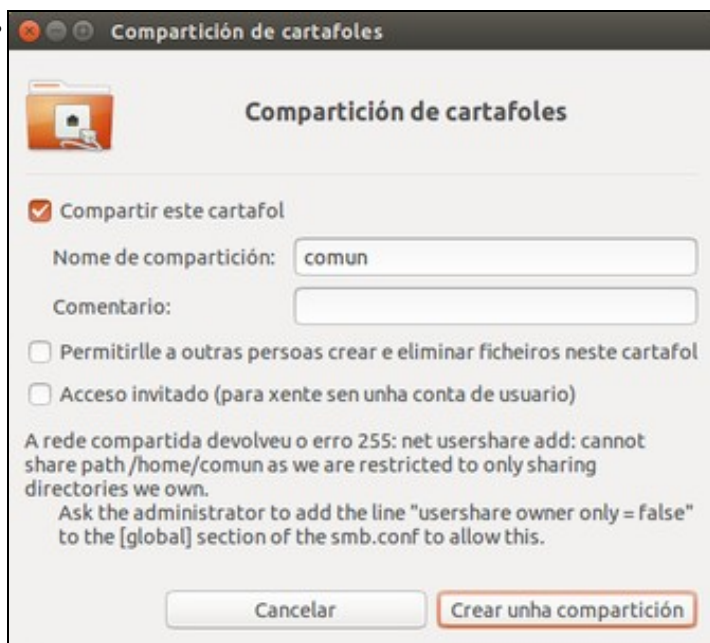 Compartición de cartafoles
Compartición de cartafoles
Compartir este cartafol
Nome de compartición: comun
Comentario:
Permitirlle a outras persoas crear e eliminar ficheiros neste cartafol
Acceso invitado (para xente sen unha conta de usuario)
A rede compartida devolveu o erro 255: net usershare add: cannot
share path /home/comun as we are restricted to only sharing
directories we own.
Ask the administrator to add the line "usershare owner only = false"
to the [global] section of the smb.conf to allow this.
Cancelar Crear unha compartición